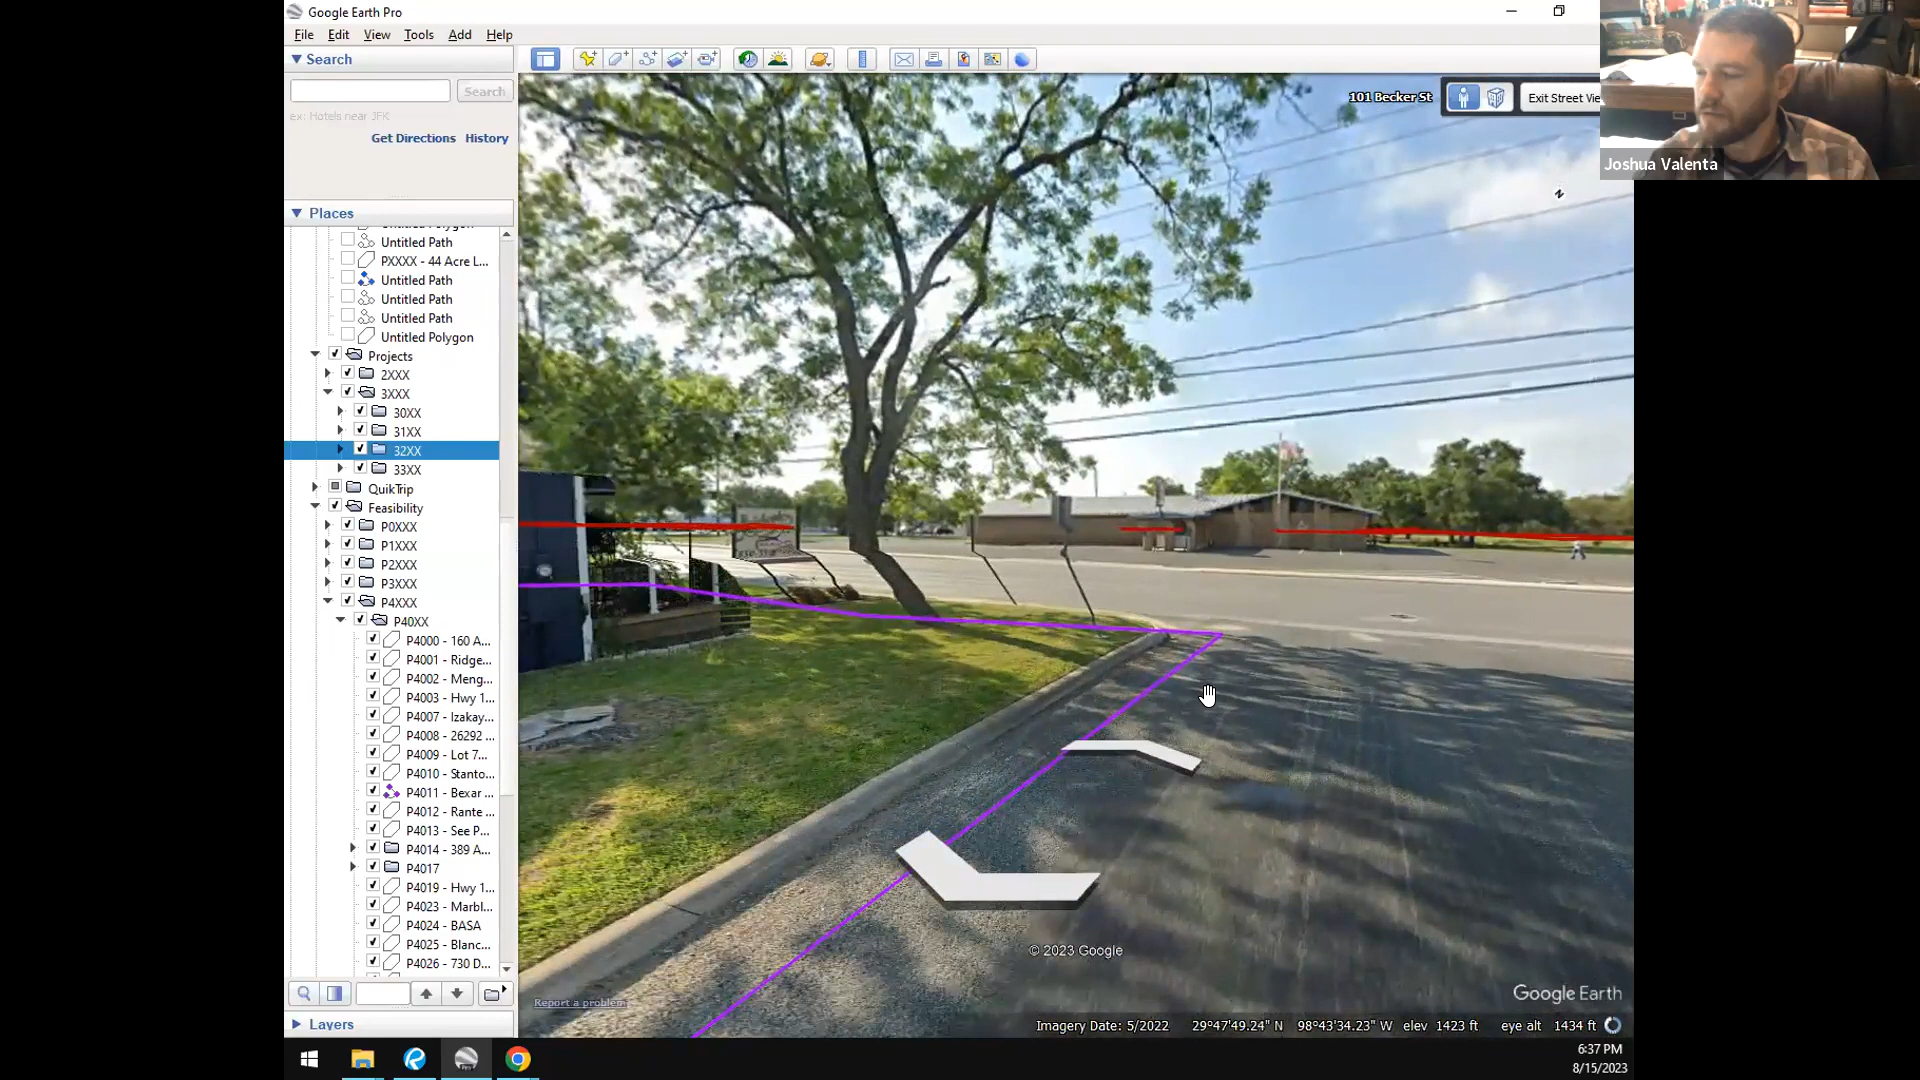 Google Earth Pro
File Edit View Tools Add Help
Search
Search
ex: Hotels near JFK
Get Directions History
Places
Untitled Polygon
Untitled Path
PXXXX - 44 Acre L...
Untitled Path
Untitled Path
Untitled Path
Untitled Polygon
Projects
2XXX
3XXX
30XX
31XX
32XX
33XX
QuikTrip
Feasibility
P0XXX
P1XXX
P2XXX
P3XXX
P4XXX
P40XX
P4000 - 160 A...
P4001 - Ridge...
P4002 - Meng...
P4003 - Hwy 1...
P4007 - Izakay...
P4008 - 26292 ...
P4009 - Lot 7...
P4010 - Stanto...
P4011 - Bexar ...
P4012 - Rante ...
P4013 - See P...
P4014 - 389 A...
P4017
P4019 - Hwy 1...
P4023 - Marbl...
P4024 - BASA
P4025 - Blanc...
P4026 - 730 D...
Layers
101 Becker St
Exit Street Vie
N
Joshua Valenta
© 2023 Google
Report a problem
Google Earth
Imagery Date: 5/2022 29°47'49.24" N 98°43'34.23" W elev 1423 ft eye alt 1434 ft
6:37 PM
8/15/2023